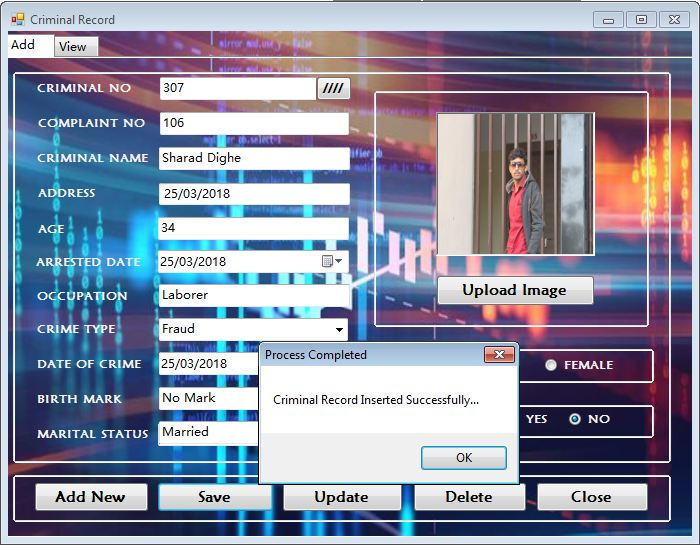 Criminal Record
Add View
CRIMINAL NO 307 ////
COMPLAINT NO 106
CRIMINAL NAME Sharad Dighe
ADDRESS 25/03/2018
AGE 34
ARRESTED DATE 25/03/2018
OCCUPATION Laborer
Upload Image
CRIME TYPE Fraud
Process Completed
DATE OF CRIME 25/03/2018
FEMALE
Criminal Record Inserted Successfully...
BIRTH MARK No Mark
YES NO
MARITAL STATUS Married
OK
Add New Save Update Delete Close